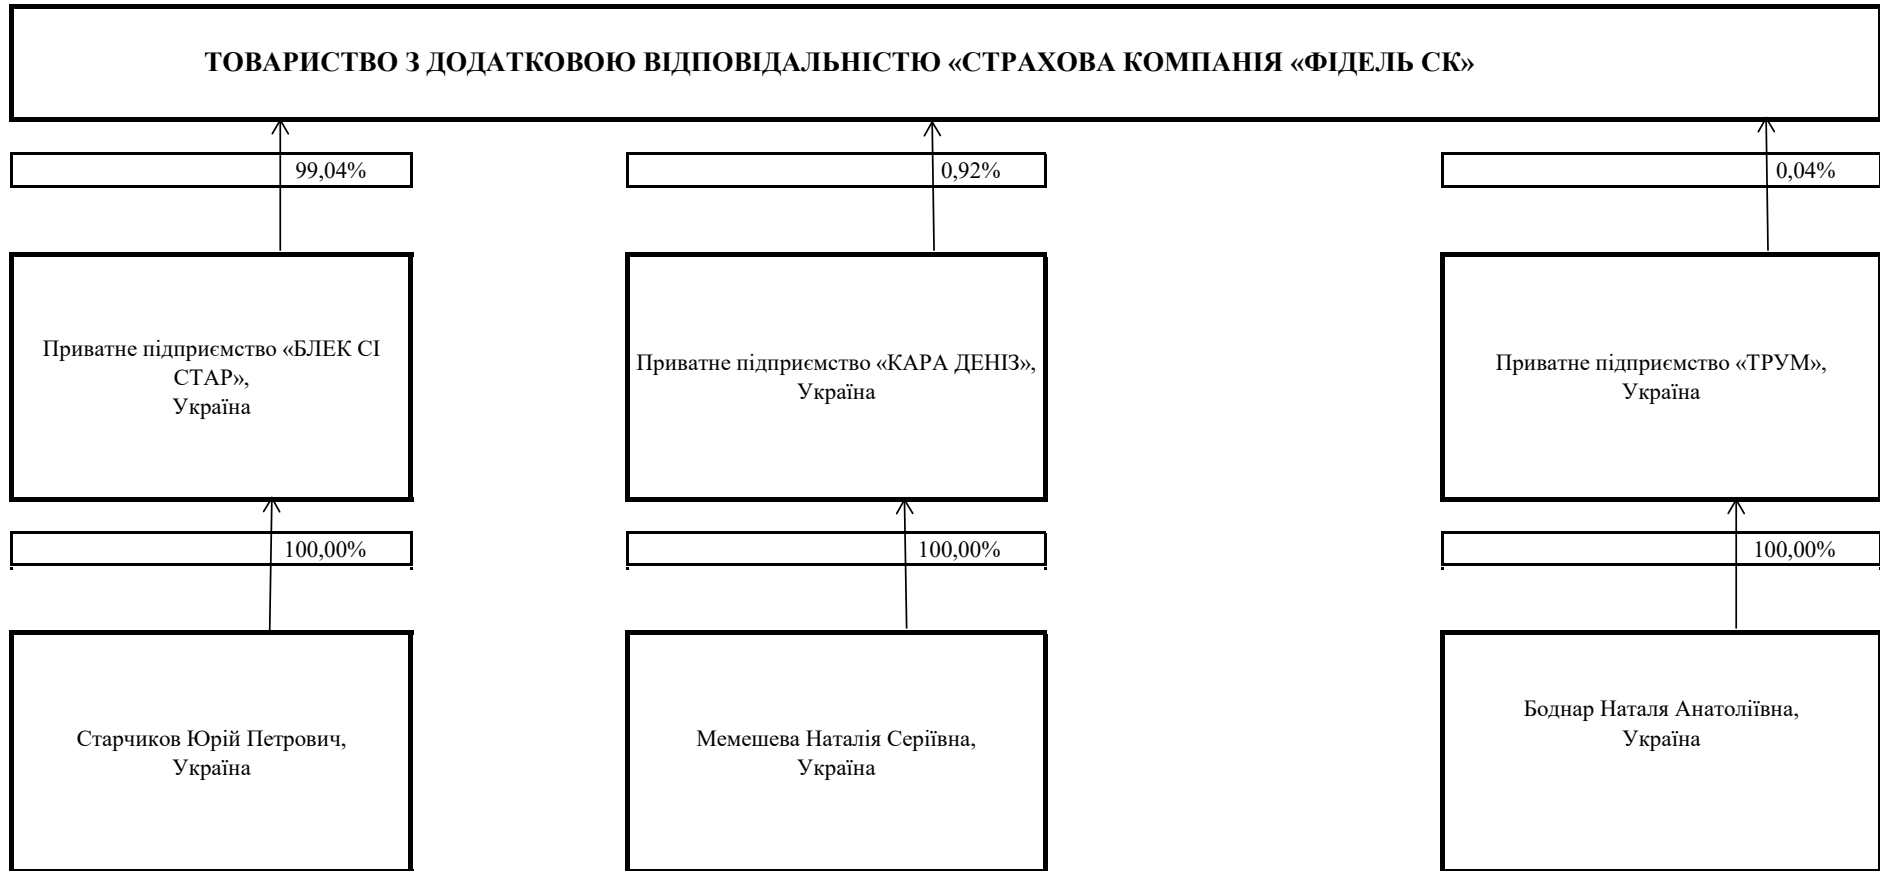 ТОВАРИСТВО З ДОДАТКОВОЮ ВІДПОВІДАЛЬНІСТЮ «СТРАХОВА КОМПАНІЯ «ФІДЕЛЬ СК»
99,04%
0,92%
0,04%
Приватне підприємство «БЛЕК СІ
СТАР»,
Україна
Приватне підприємство «КАРА ДЕНІЗ»,
Україна
Приватне підприємство «ТРУМ»,
Україна
100,00%
100,00%
100,00%
Старчиков Юрій Петрович,
Україна
Мемешева Наталія Серіївна,
Україна
Боднар Наталя Анатоліївна,
Україна